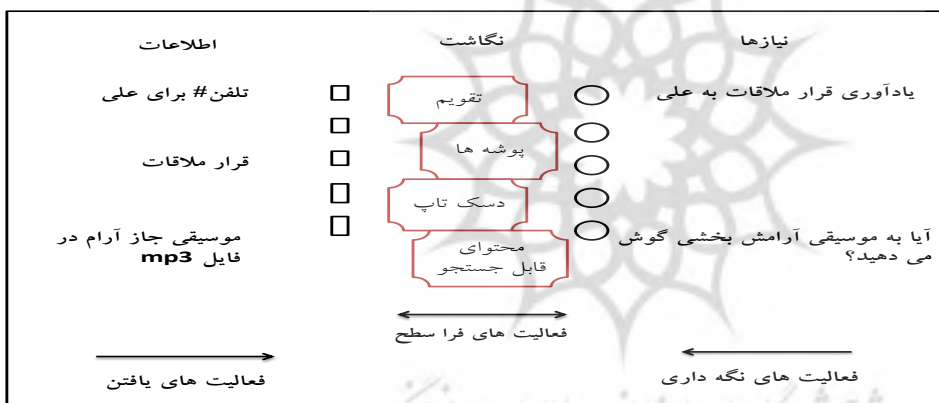 نیازها
نگاشت
اطلاعات
یادآوری قرار ملاقات به علی
تقویم
تلفن# برای علی
پوشه ها
قرار ملاقات
دسک تاپ
آیا به موسیقی آرامش بخشی گوش
می دهید؟
محتوای
قابل جستجو
موسیقی جاز آرام در
فایل mp3
فعالیت های فرا سطح
فعالیت های نگه داری
فعالیت های یافتن